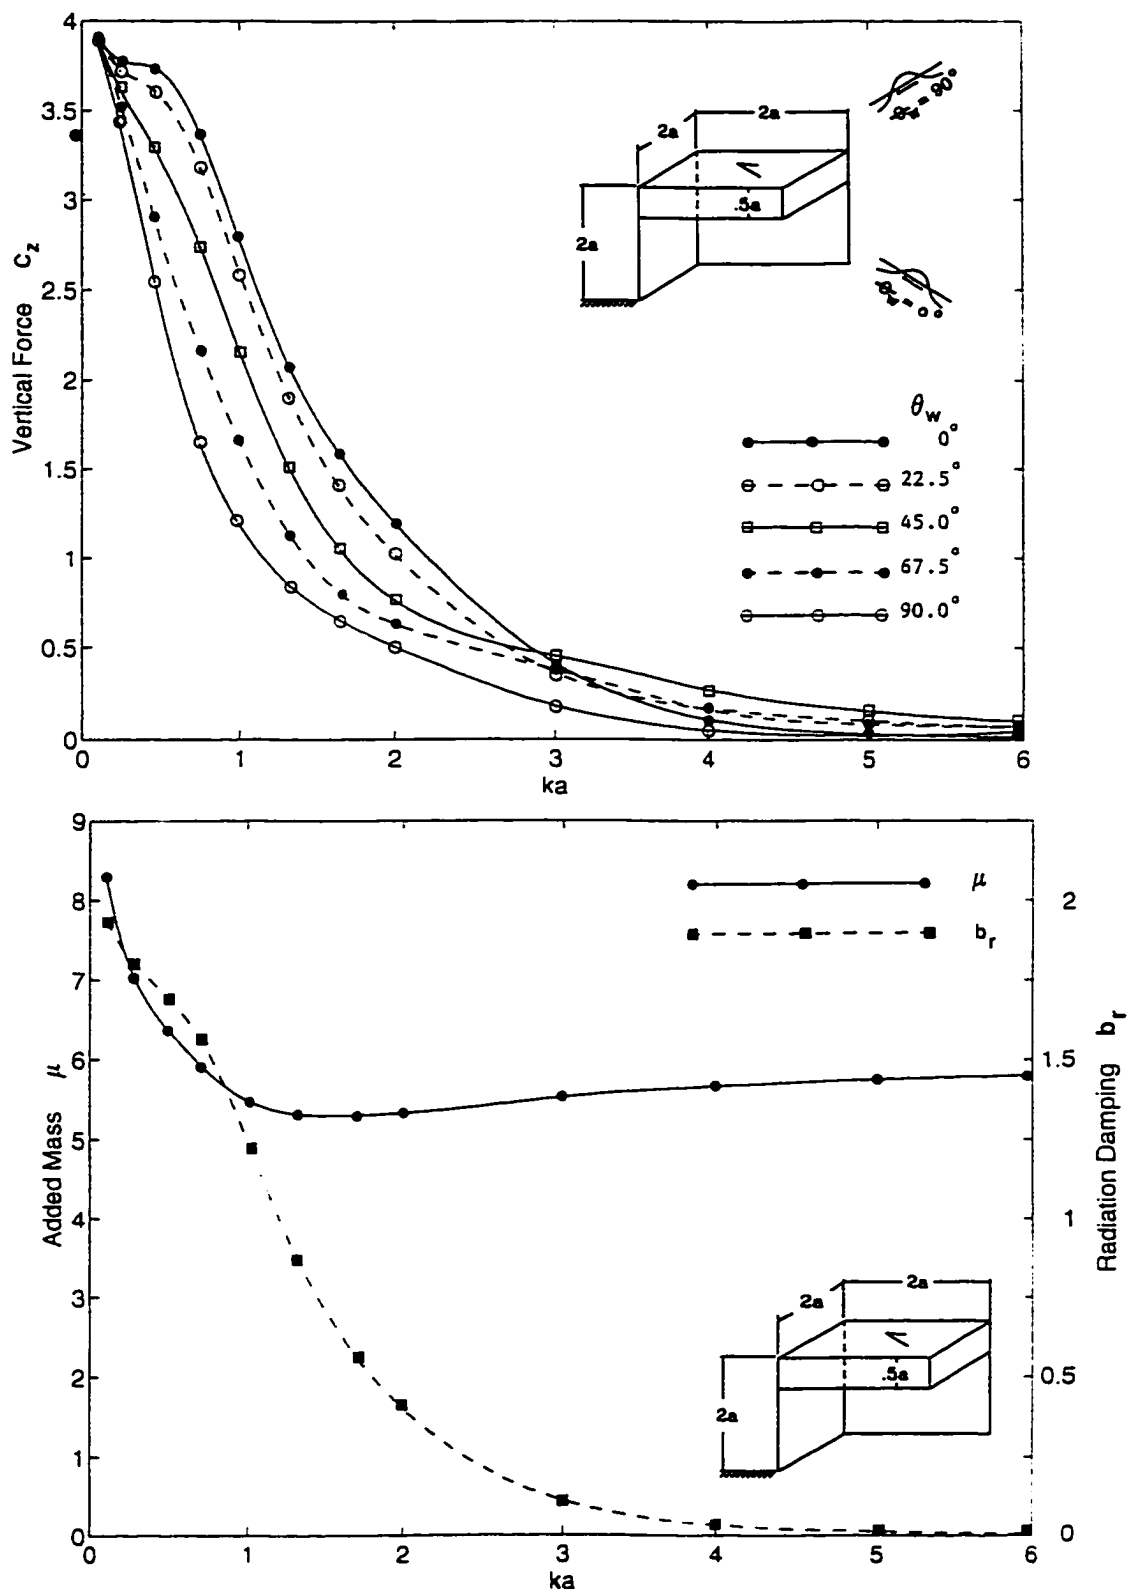 4
3.5
3
2.5
2
1.5
1
0.5
0
Vertical Force C_z
0 1 2 3 4 5 6
ka
2a
2a
.5a
2a
θ_w = 90°
θ_w = 0°
θ_w
0°
22.5°
45.0°
67.5°
90.0°
9
8
7
6
5
4
3
2
1
0
Added Mass μ
μ
b_r
2
1.5
1
0.5
0
Radiation Damping b_r
2a
2a
.5a
2a
0 1 2 3 4 5 6
ka